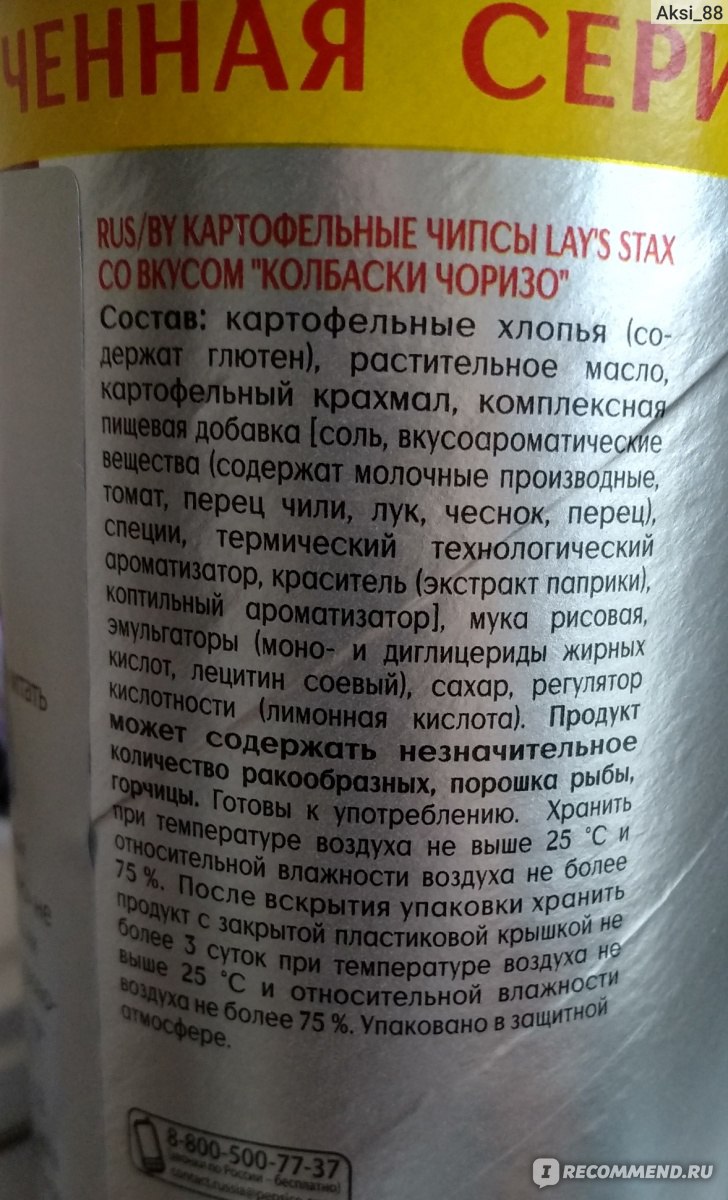 Aksi_88
ЧЕННАЯ СЕРИ
RUS/BY КАРТОФЕЛЬНЫЕ ЧИПСЫ LAY'S STAX
СО ВКУСОМ "КОЛБАСКИ ЧОРИЗО"
Состав: картофельные хлопья (со-
держат глютен), растительное масло,
картофельный крахмал, комплексная
пищевая добавка [соль, вкусоароматические
вещества (содержат молочные производные,
томат, перец чили, лук, чеснок, перец),
специи, термический технологический
ароматизатор, краситель (экстракт паприки),
коптильный ароматизатор], мука рисовая,
эмульгаторы (моно- и диглицериды жирных
кислот, лецитин соевый), сахар, регулятор
кислотности (лимонная кислота). Продукт
может содержать незначительное
количество ракообразных, порошка рыбы,
горчицы. Готовы к употреблению. Хранить
при температуре воздуха не выше 25 °C и
относительной влажности воздуха не более
75 %. После вскрытия упаковки хранить
продукт с закрытой пластиковой крышкой не
более 3 суток при температуре воздуха не
выше 25 °C и относительной влажности
воздуха не более 75 %. Упаковано в защитной
атмосфере.
8-800-500-77-37
звонки по России - бесплатно!
IRECOMMEND.RU